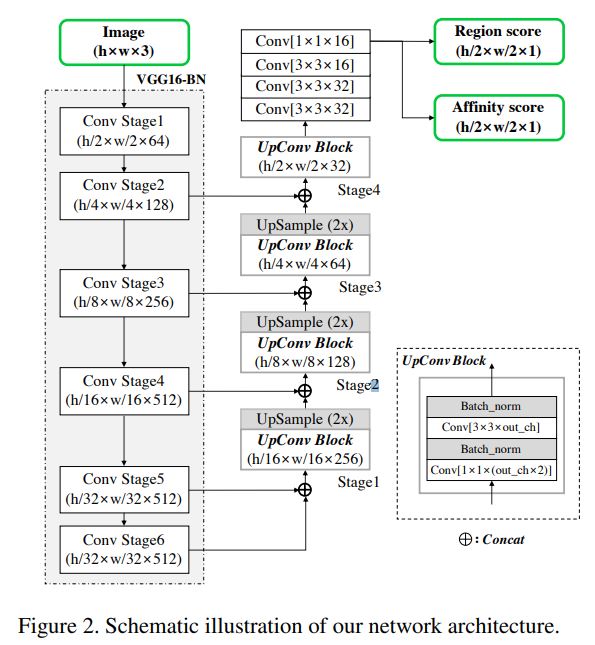 Image
(h×w×3)
VGG16-BN
Conv Stage1
(h/2×w/2×64)
Conv Stage2
(h/4×w/4×128)
Conv Stage3
(h/8×w/8×256)
Conv Stage4
(h/16×w/16×512)
Conv Stage5
(h/32×w/32×512)
Conv Stage6
(h/32×w/32×512)
Conv[1×1×16]
Conv[3×3×16]
Conv[3×3×32]
Conv[3×3×32]
UpConv Block
(h/2×w/2×32)
Stage4
UpSample (2x)
UpConv Block
(h/4×w/4×64)
Stage3
UpSample (2x)
UpConv Block
(h/8×w/8×128)
Stage2
UpSample (2x)
UpConv Block
(h/16×w/16×256)
Stage1
Region score
(h/2×w/2×1)
Affinity score
(h/2×w/2×1)
UpConv Block
Batch_norm
Conv[3×3×out_ch]
Batch_norm
Conv[1×1×(out_ch×2)]
⊕: Concat
Figure 2. Schematic illustration of our network architecture.